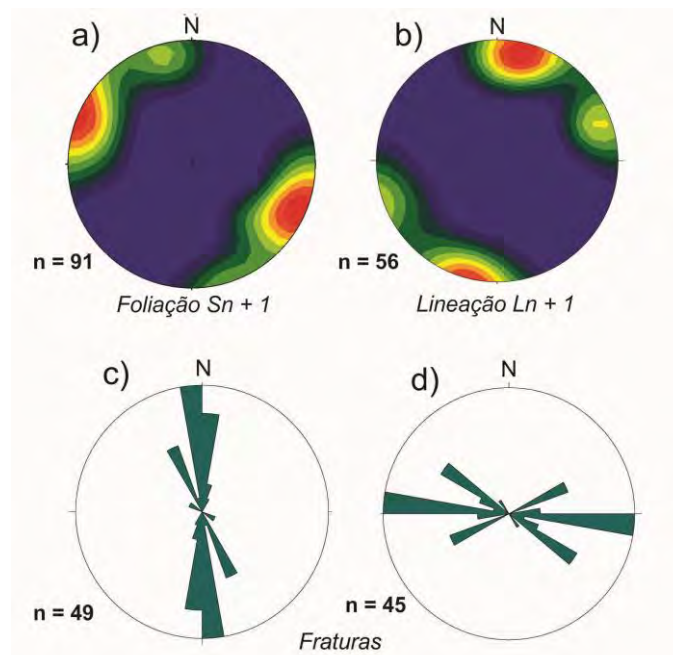 a)
N
b)
N
n = 91
n = 56
Foliação Sn + 1
Lineação Ln + 1
c)
N
d)
N
n = 49
n = 45
Fraturas